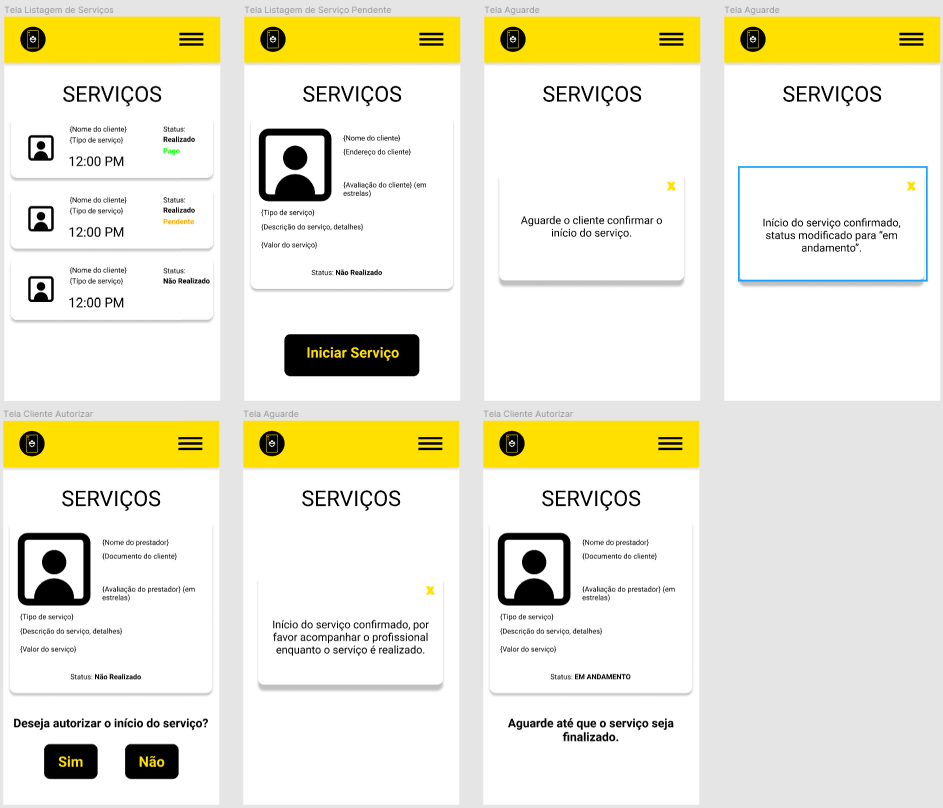 Tela Listagem de Serviços
SERVIÇOS
{Nome do cliente}
{Tipo de serviço}
12:00 PM
Status:
Realizado
Pago
{Nome do cliente}
{Tipo de serviço}
12:00 PM
Status:
Realizado
Pendente
{Nome do cliente}
{Tipo de serviço}
12:00 PM
Status:
Não Realizado
Tela Listagem de Serviço Pendente
SERVIÇOS
{Nome do cliente}
{Endereço do cliente}
{Avaliação do cliente} (em
estrelas)
{Tipo de serviço}
{Descrição do serviço, detalhes}
{Valor do serviço}
Status: Não Realizado
Iniciar Serviço
Tela Aguarde
SERVIÇOS
x
Aguarde o cliente confirmar o
início do serviço.
Tela Aguarde
SERVIÇOS
x
Início do serviço confirmado,
status modificado para “em
andamento”.
Tela Cliente Autorizar
SERVIÇOS
{Nome do prestador}
{Documento do cliente}
{Avaliação do prestador} (em
estrelas)
{Tipo de serviço}
{Descrição do serviço, detalhes}
{Valor do serviço}
Status: Não Realizado
Deseja autorizar o início do serviço?
Sim
Não
Tela Aguarde
SERVIÇOS
x
Início do serviço confirmado, por
favor acompanhar o profissional
enquanto o serviço é realizado.
Tela Cliente Autorizar
SERVIÇOS
{Nome do prestador}
{Documento do cliente}
{Avaliação do prestador} (em
estrelas)
{Tipo de serviço}
{Descrição do serviço, detalhes}
{Valor do serviço}
Status: EM ANDAMENTO
Aguarde até que o serviço seja
finalizado.